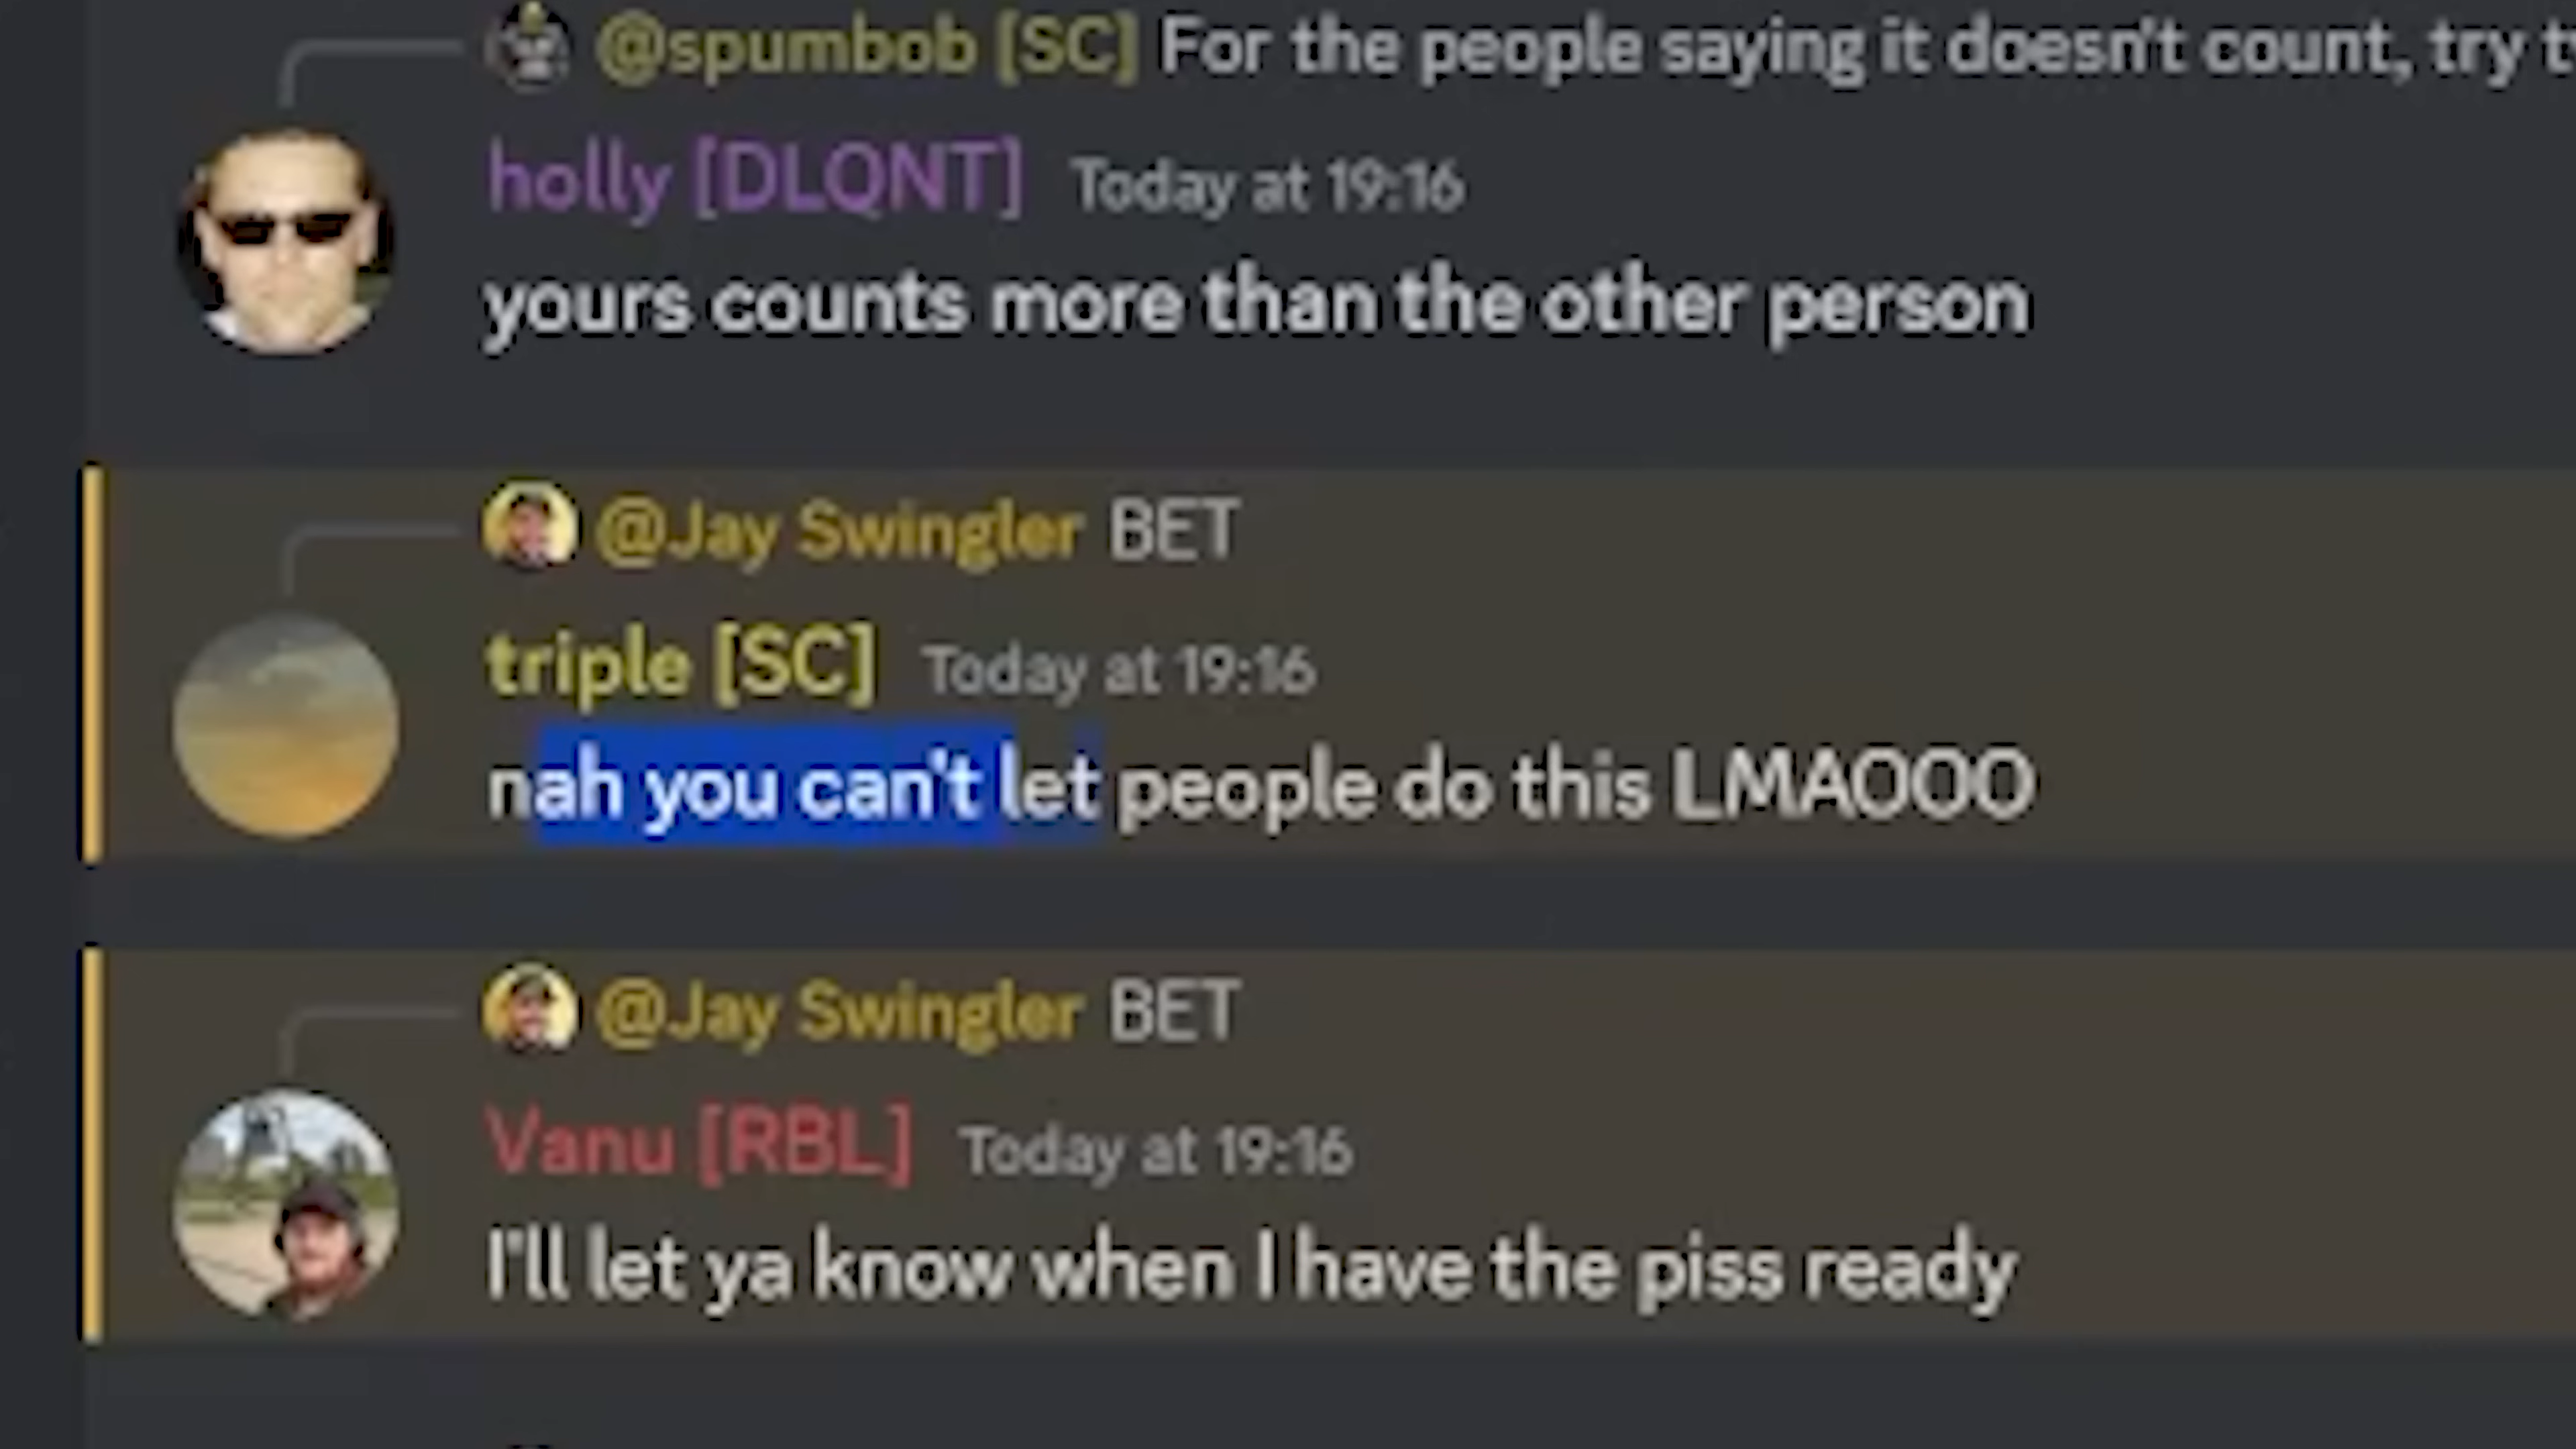 @spumbob [SC] For the people saying it doesn't count, try
holly [DLQNT] Today at 19:16
yours counts more than the other person
@Jay Swingler BET
triple [SC] Today at 19:16
nah you can't let people do this LMAOOO
@Jay Swingler BET
Vanu [RBL] Today at 19:16
I'll let ya know when I have the piss ready